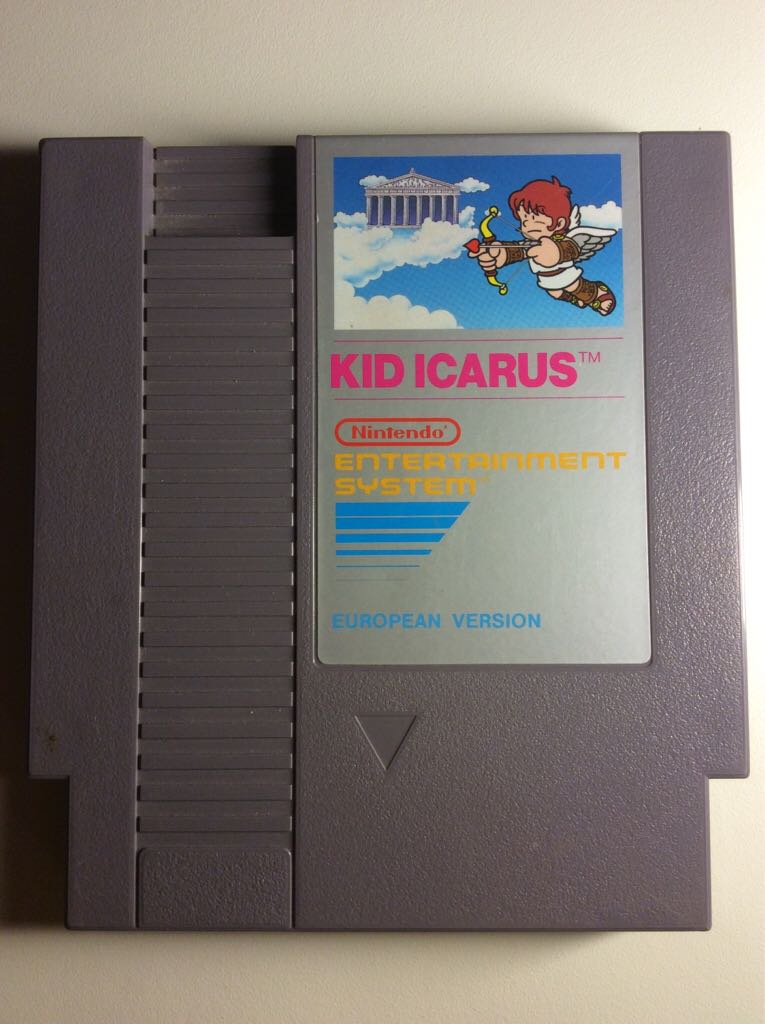 KID ICARUS™
Nintendo®
ENTERTAINMENT
SYSTEM™
EUROPEAN VERSION